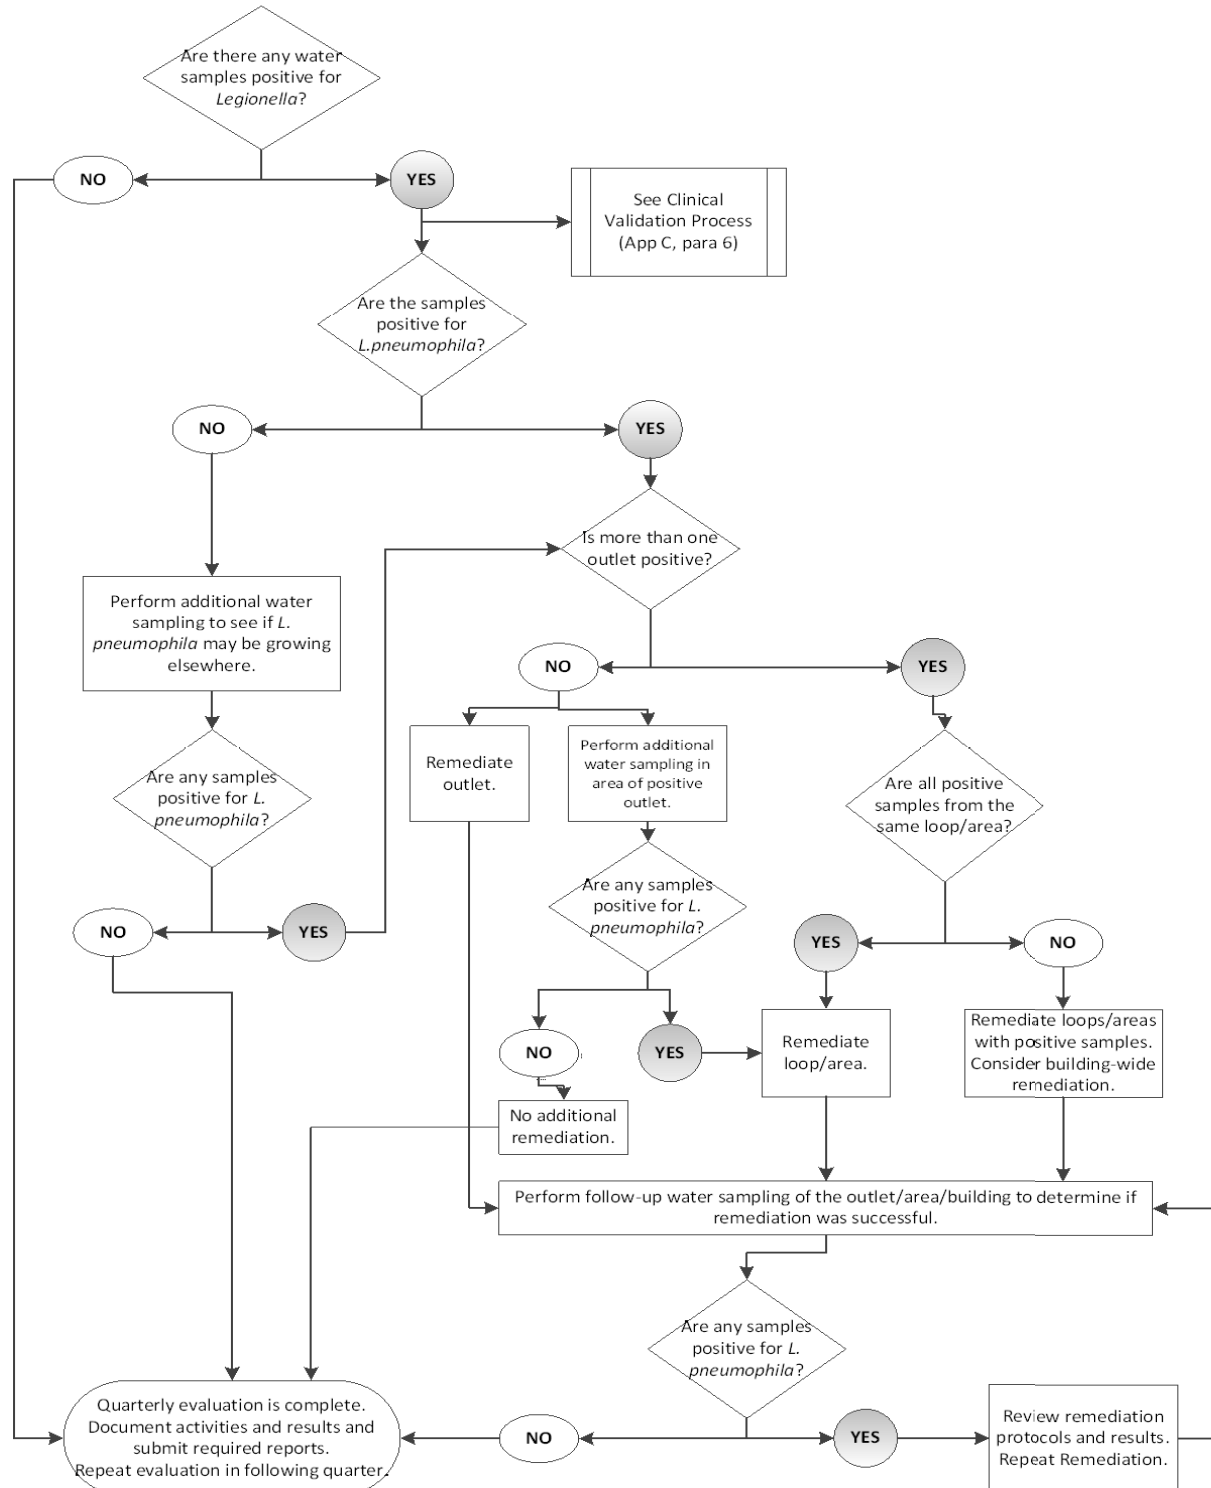 Are there any water
samples positive for
Legionella?
NO
YES
See Clinical
Validation Process
(App C, para 6)
Are the samples
positive for
L.pneumophila?
NO
YES
Is more than one
outlet positive?
Perform additional water
sampling to see if L.
pneumophila may be growing
elsewhere.
NO
YES
Remediate
outlet.
Perform additional
water sampling in
area of positive
outlet.
Are any samples
positive for L.
pneumophila?
Are all positive
samples from the
same loop/area?
Are any samples
positive for L.
pneumophila?
NO
YES
YES
NO
NO
YES
Remediate
loop/area.
Remediate loops/areas
with positive samples.
Consider building-wide
remediation.
No additional
remediation.
Perform follow-up water sampling of the outlet/area/building to determine if
remediation was successful.
Are any samples
positive for L.
pneumophila?
Quarterly evaluation is complete.
Document activities and results and
submit required reports.
Repeat evaluation in following quarter.
NO
YES
Review remediation
protocols and results.
Repeat Remediation.